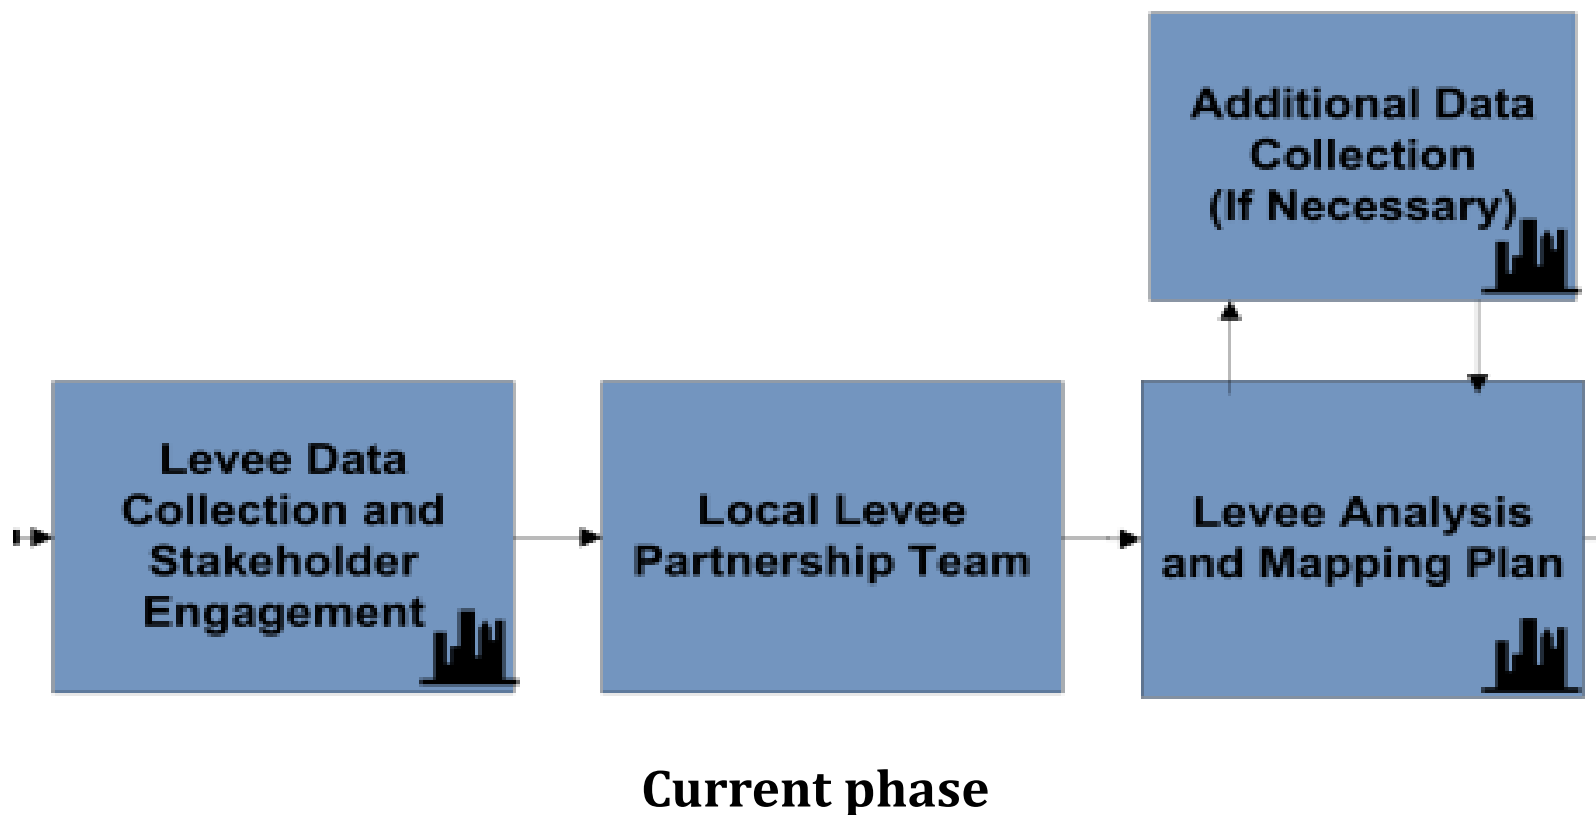 Additional Data
Collection
(If Necessary)
Levee Data
Collection and
Stakeholder
Engagement
Local Levee
Partnership Team
Levee Analysis
and Mapping Plan
Current phase